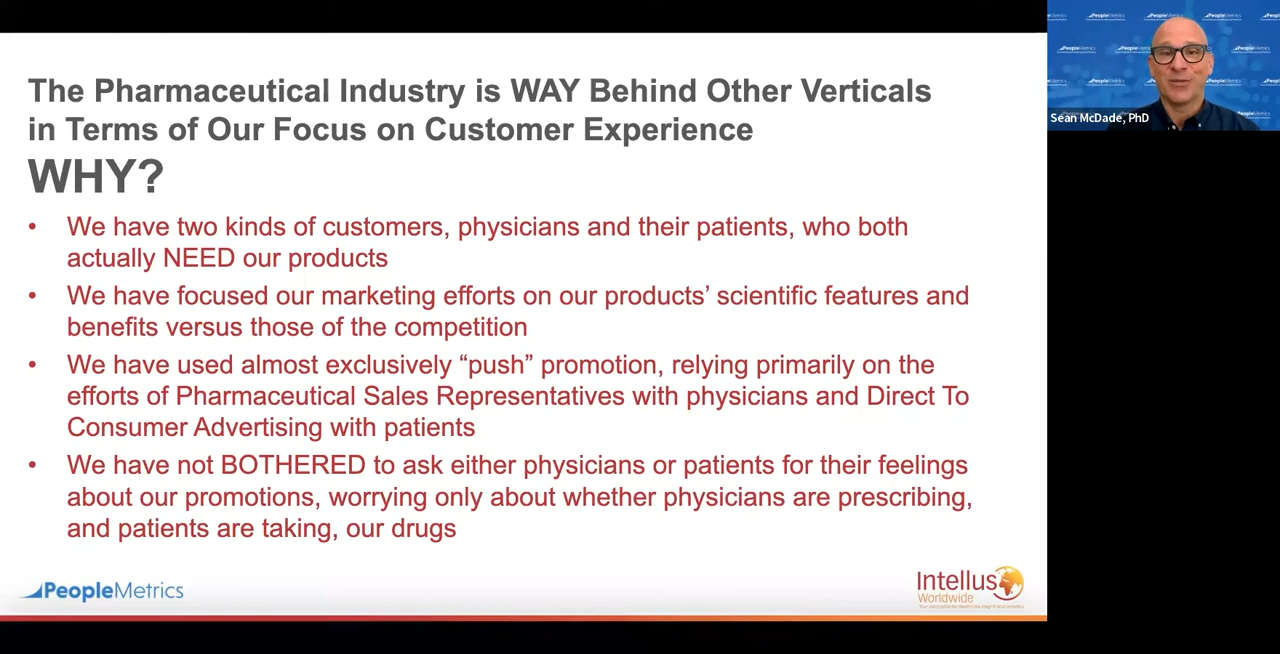 The Pharmaceutical Industry is WAY Behind Other Verticals
in Terms of Our Focus on Customer Experience
WHY?
• We have two kinds of customers, physicians and their patients, who both
actually NEED our products
• We have focused our marketing efforts on our products’ scientific features and
benefits versus those of the competition
• We have used almost exclusively “push” promotion, relying primarily on the
efforts of Pharmaceutical Sales Representatives with physicians and Direct To
Consumer Advertising with patients
• We have not BOTHERED to ask either physicians or patients for their feelings
about our promotions, worrying only about whether physicians are prescribing,
and patients are taking, our drugs
PeopleMetrics
Intellus
Worldwide
PeopleMetrics
Sean McDade, PhD